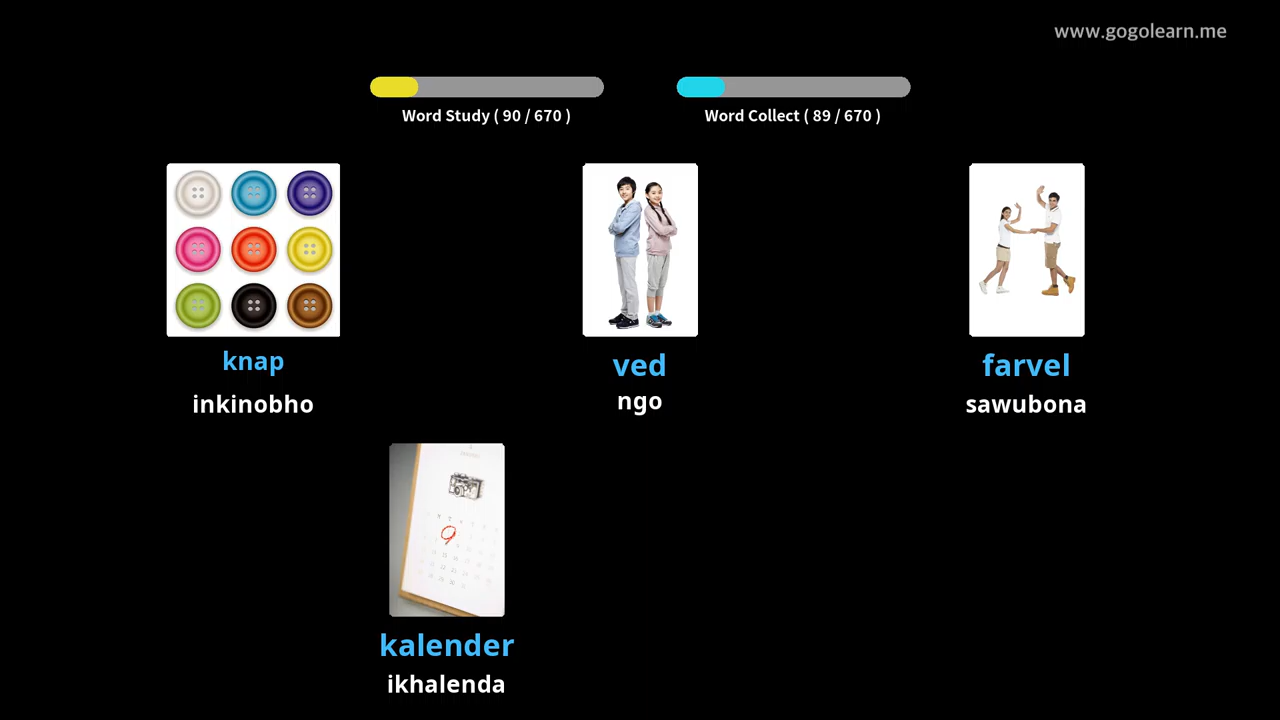 www.gogolearn.me
Word Study ( 90 / 670 )
Word Collect ( 89 / 670 )
knap
ved
farvel
inkinobho
ngo
sawubona
kalender
ikhalenda